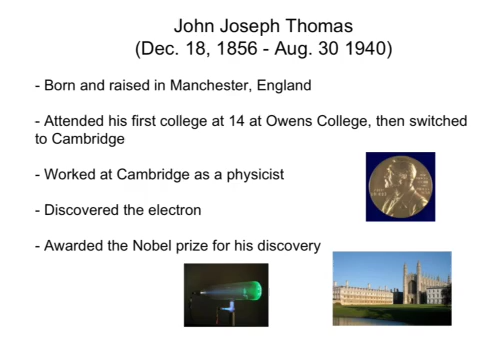 John Joseph Thomas
(Dec. 18, 1856 - Aug. 30 1940)
- Born and raised in Manchester, England
- Attended his first college at 14 at Owens College, then switched
to Cambridge
- Worked at Cambridge as a physicist
- Discovered the electron
- Awarded the Nobel prize for his discovery